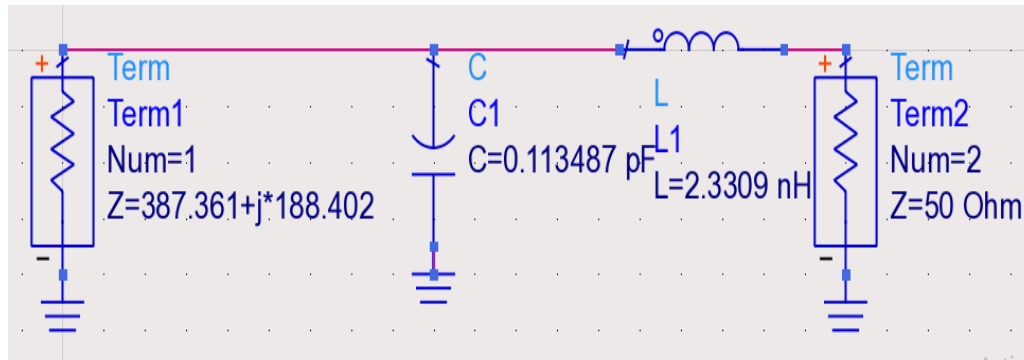 +
Term
Term1
Num=1
Z=387.361+j*188.402
−
C
C1
C=0.113487 pF
L
L1
L=2.3309 nH
+
Term
Term2
Num=2
Z=50 Ohm
−